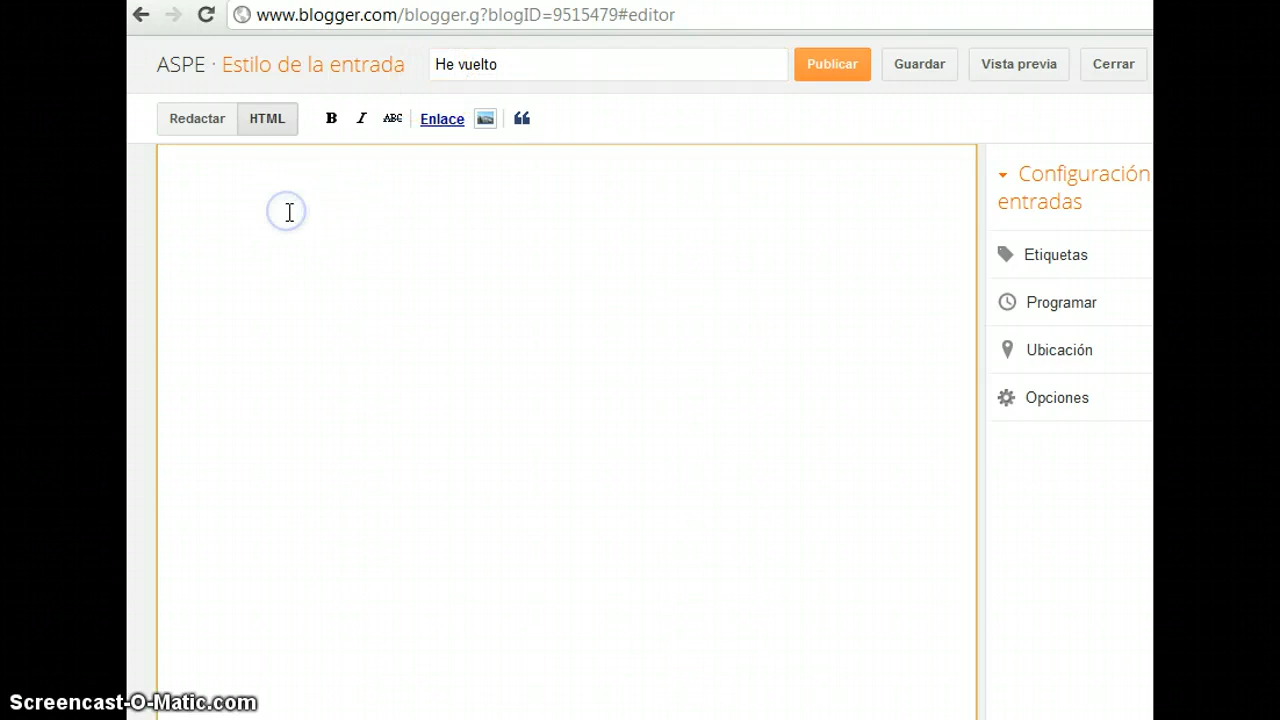 www.blogger.com/blogger.g?blogID=9515479#editor
ASPE · Estilo de la entrada He vuelto Publicar Guardar Vista previa Cerrar
Redactar HTML B I ABC Enlace
Configuración
entradas
Etiquetas
Programar
Ubicación
Opciones
Screencast-O-Matic.com